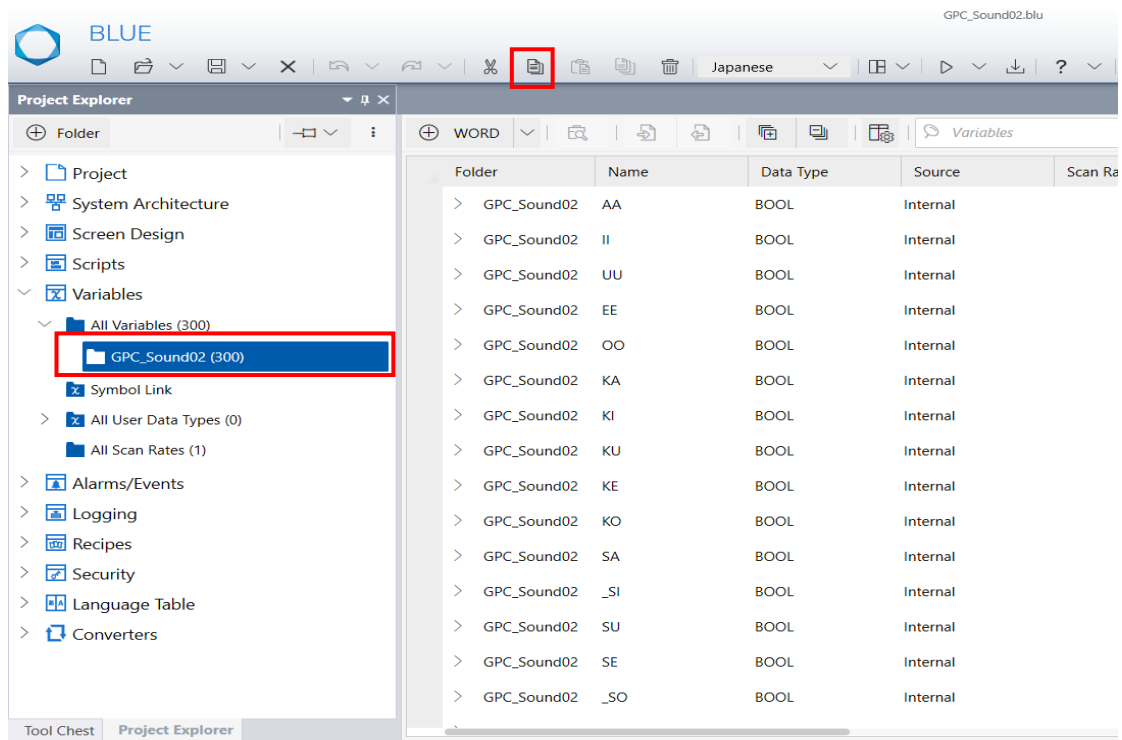 GPC_Sound02.blu
BLUE
Japanese
?
Project Explorer
Folder
WORD
Variables
Folder Name Data Type Source Scan Ra
Project
System Architecture
Screen Design
Scripts
Variables
All Variables (300)
GPC_Sound02 (300)
Symbol Link
All User Data Types (0)
All Scan Rates (1)
Alarms/Events
Logging
Recipes
Security
Language Table
Converters
Tool Chest Project Explorer
GPC_Sound02 AA BOOL Internal
GPC_Sound02 II BOOL Internal
GPC_Sound02 UU BOOL Internal
GPC_Sound02 EE BOOL Internal
GPC_Sound02 OO BOOL Internal
GPC_Sound02 KA BOOL Internal
GPC_Sound02 KI BOOL Internal
GPC_Sound02 KU BOOL Internal
GPC_Sound02 KE BOOL Internal
GPC_Sound02 KO BOOL Internal
GPC_Sound02 SA BOOL Internal
GPC_Sound02 _SI BOOL Internal
GPC_Sound02 SU BOOL Internal
GPC_Sound02 SE BOOL Internal
GPC_Sound02 _SO BOOL Internal